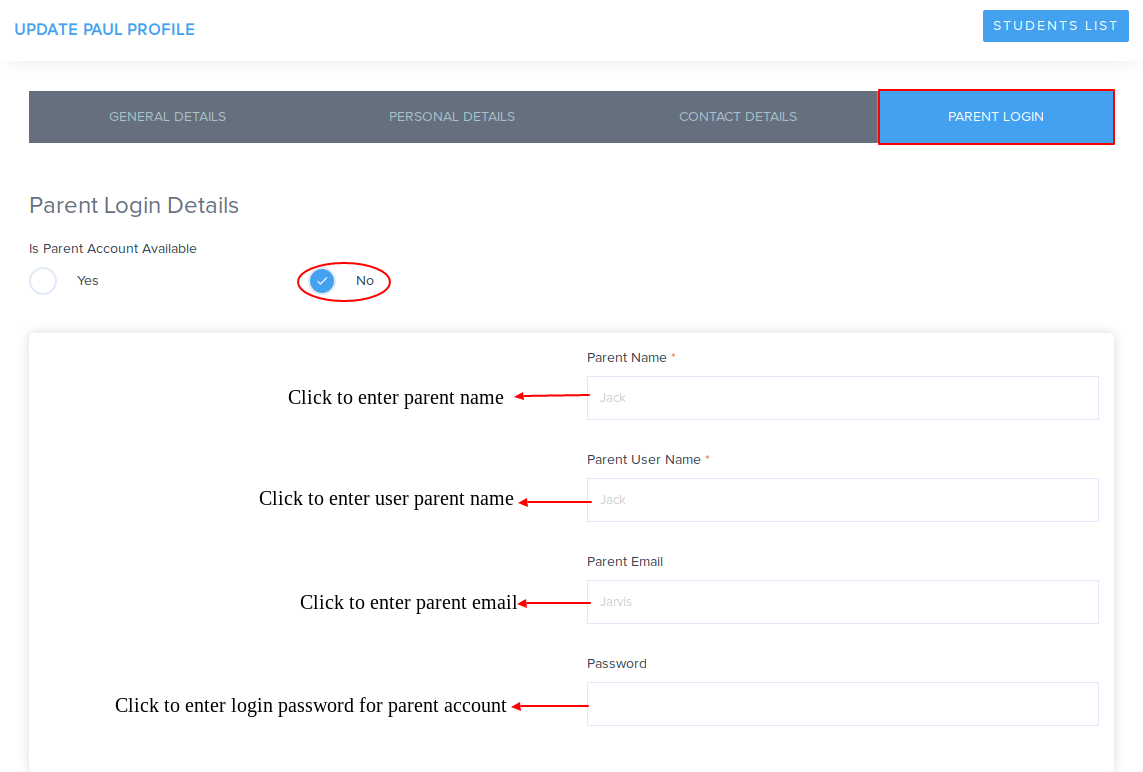 UPDATE PAUL PROFILE
STUDENTS LIST
GENERAL DETAILS
PERSONAL DETAILS
CONTACT DETAILS
PARENT LOGIN
Parent Login Details
Is Parent Account Available
Yes
No
Parent Name *
Click to enter parent name
Jack
Parent User Name *
Click to enter user parent name
Jack
Parent Email
Click to enter parent email
Jarvis
Password
Click to enter login password for parent account